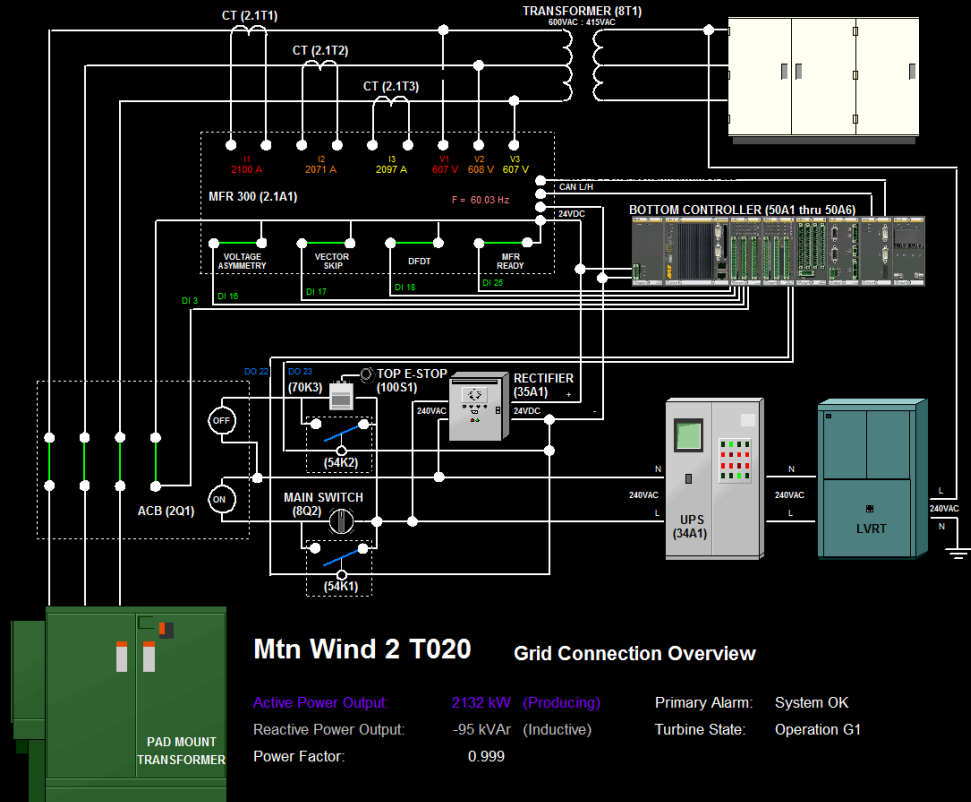 CT (2.1T1)
TRANSFORMER (8T1)
600VAC : 415VAC
CT (2.1T2)
CT (2.1T3)
I1 I2 I3 V1 V2 V3
2100 A 2071 A 2097 A 607 V 608 V 607 V
CAN L/H
MFR 300 (2.1A1)
F = 60.03 Hz
24VDC
BOTTOM CONTROLLER (50A1 thru 50A6)
VOLTAGE ASYMMETRY
VECTOR SKIP
DFDT
MFR READY
DI 3
DI 16
DI 17
DI 18
DI 25
DO 22
DO 23
TOP E-STOP
(70K3)
(100S1)
RECTIFIER
(35A1)
+
240VAC
24VDC
-
OFF
(54K2)
N
N
ON
MAIN SWITCH
(8Q2)
240VAC
240VAC
L
240VAC
N
ACB (2Q1)
L
L
UPS
(34A1)
LVRT
(54K1)
Mtn Wind 2 T020
Grid Connection Overview
Active Power Output: 2132 kW (Producing)
Primary Alarm: System OK
Reactive Power Output: -95 kVAr (Inductive)
Turbine State: Operation G1
Power Factor: 0.999
PAD MOUNT
TRANSFORMER